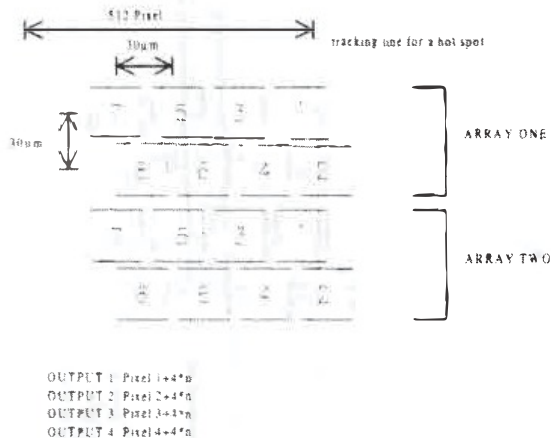 512 Pixel
30μm
tracking line for a hot spot
7 5 3 1
30μm
ARRAY ONE
8 6 4 2
7 5 3 1
ARRAY TWO
8 6 4 2
OUTPUT 1 Pixel 1+4*n
OUTPUT 2 Pixel 2+4*n
OUTPUT 3 Pixel 3+4*n
OUTPUT 4 Pixel 4+4*n